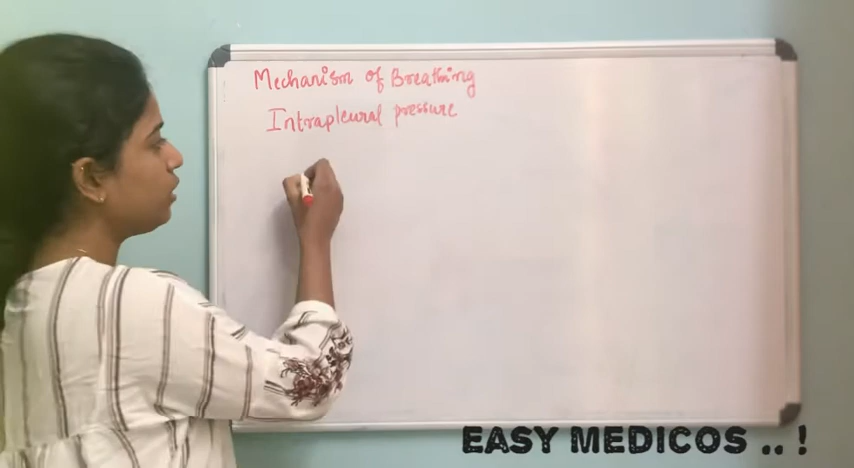 Mechanism of Breathing
Intrapleural pressure
EASY MEDICOS .. !